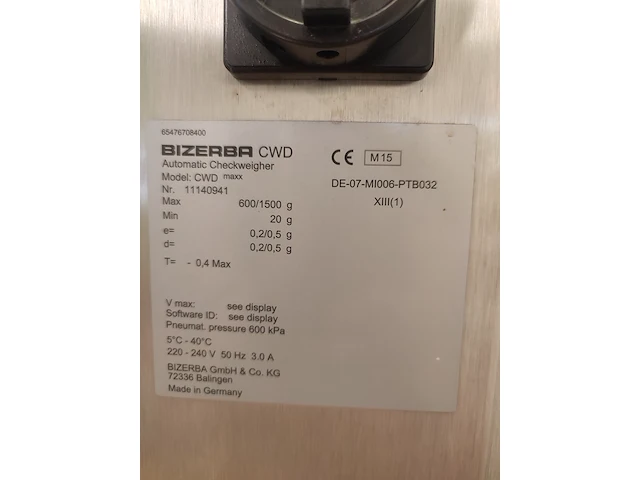 65476708400
BIZERBA CWD
Automatic Checkweigher
Model: CWD maxx
Nr. 11140941
Max 600/1500 g
Min 20 g
e= 0,2/0,5 g
d= 0,2/0,5 g
T= - 0,4 Max
CE M15
DE-07-MI006-PTB032
XIII(1)
V max: see display
Software ID: see display
Pneumat. pressure 600 kPa
5°C - 40°C
220 - 240 V 50 Hz 3.0 A
BIZERBA GmbH & Co. KG
72336 Balingen
Made in Germany